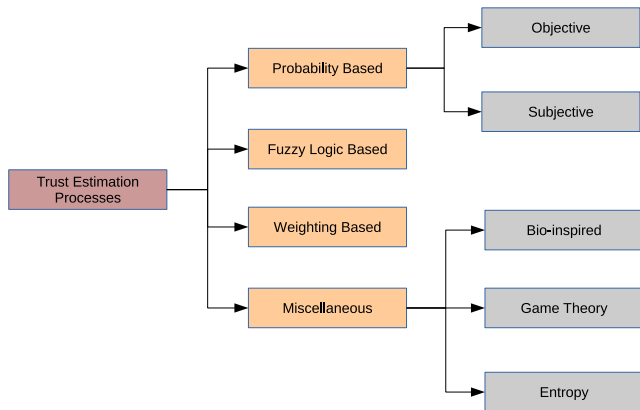 Objective
Probability Based
Subjective
Fuzzy Logic Based
Trust Estimation
Processes
Weighting Based
Bio-inspired
Miscellaneous
Game Theory
Entropy